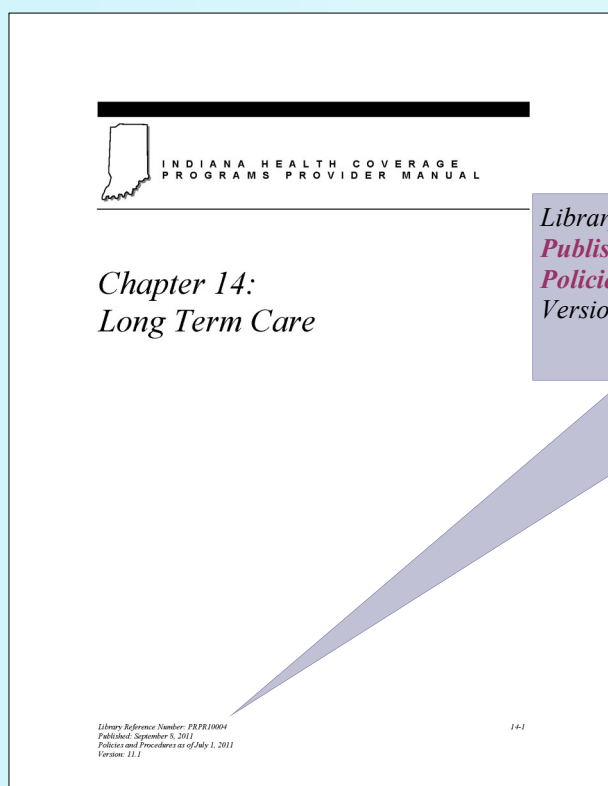 INDIANA HEALTH COVERAGE
PROGRAMS PROVIDER MANUAL
Chapter 14:
Long Term Care
Versio
Library Reference Number: PRPR10004
Published: September 8, 2011
Policies and Procedures as of July 1, 2011
Version: 11.1
14-1